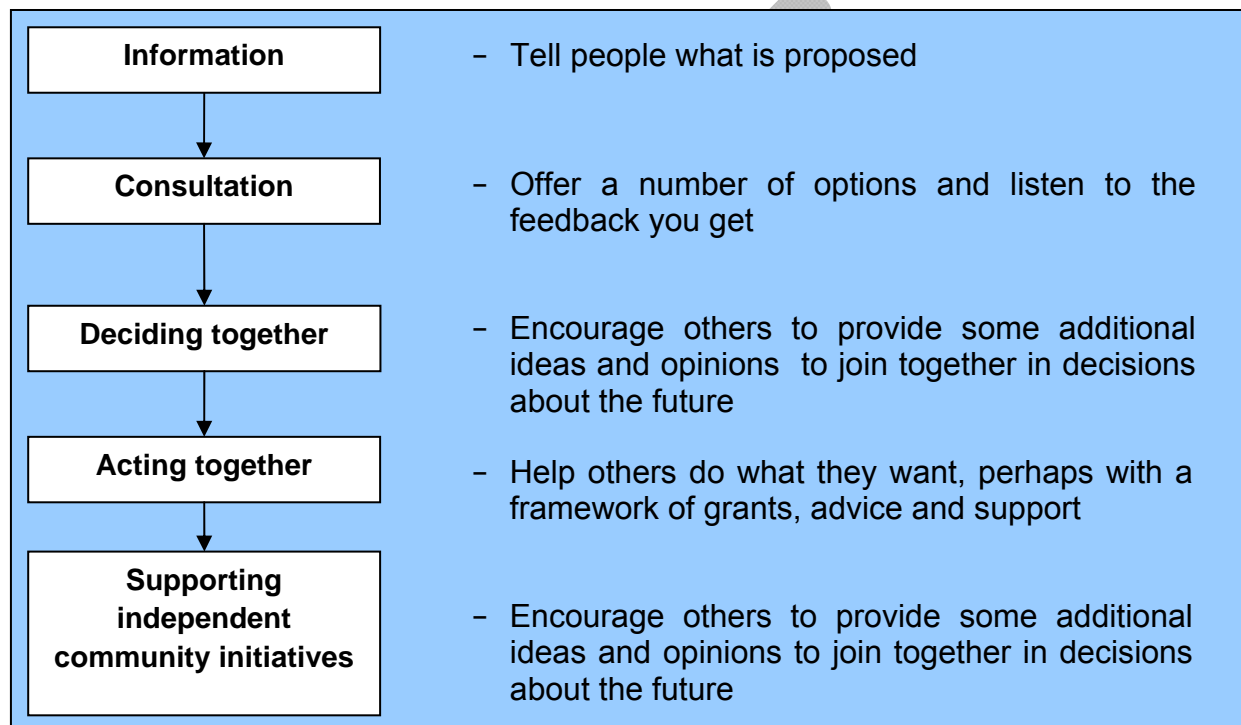 Information
- Tell people what is proposed
Consultation
- Offer a number of options and listen to the
feedback you get
Deciding together
- Encourage others to provide some additional
ideas and opinions  to join together in decisions
about the future
Acting together
- Help others do what they want, perhaps with a
framework of grants, advice and support
Supporting
independent
community initiatives
- Encourage others to provide some additional
ideas and opinions to join together in decisions
about the future